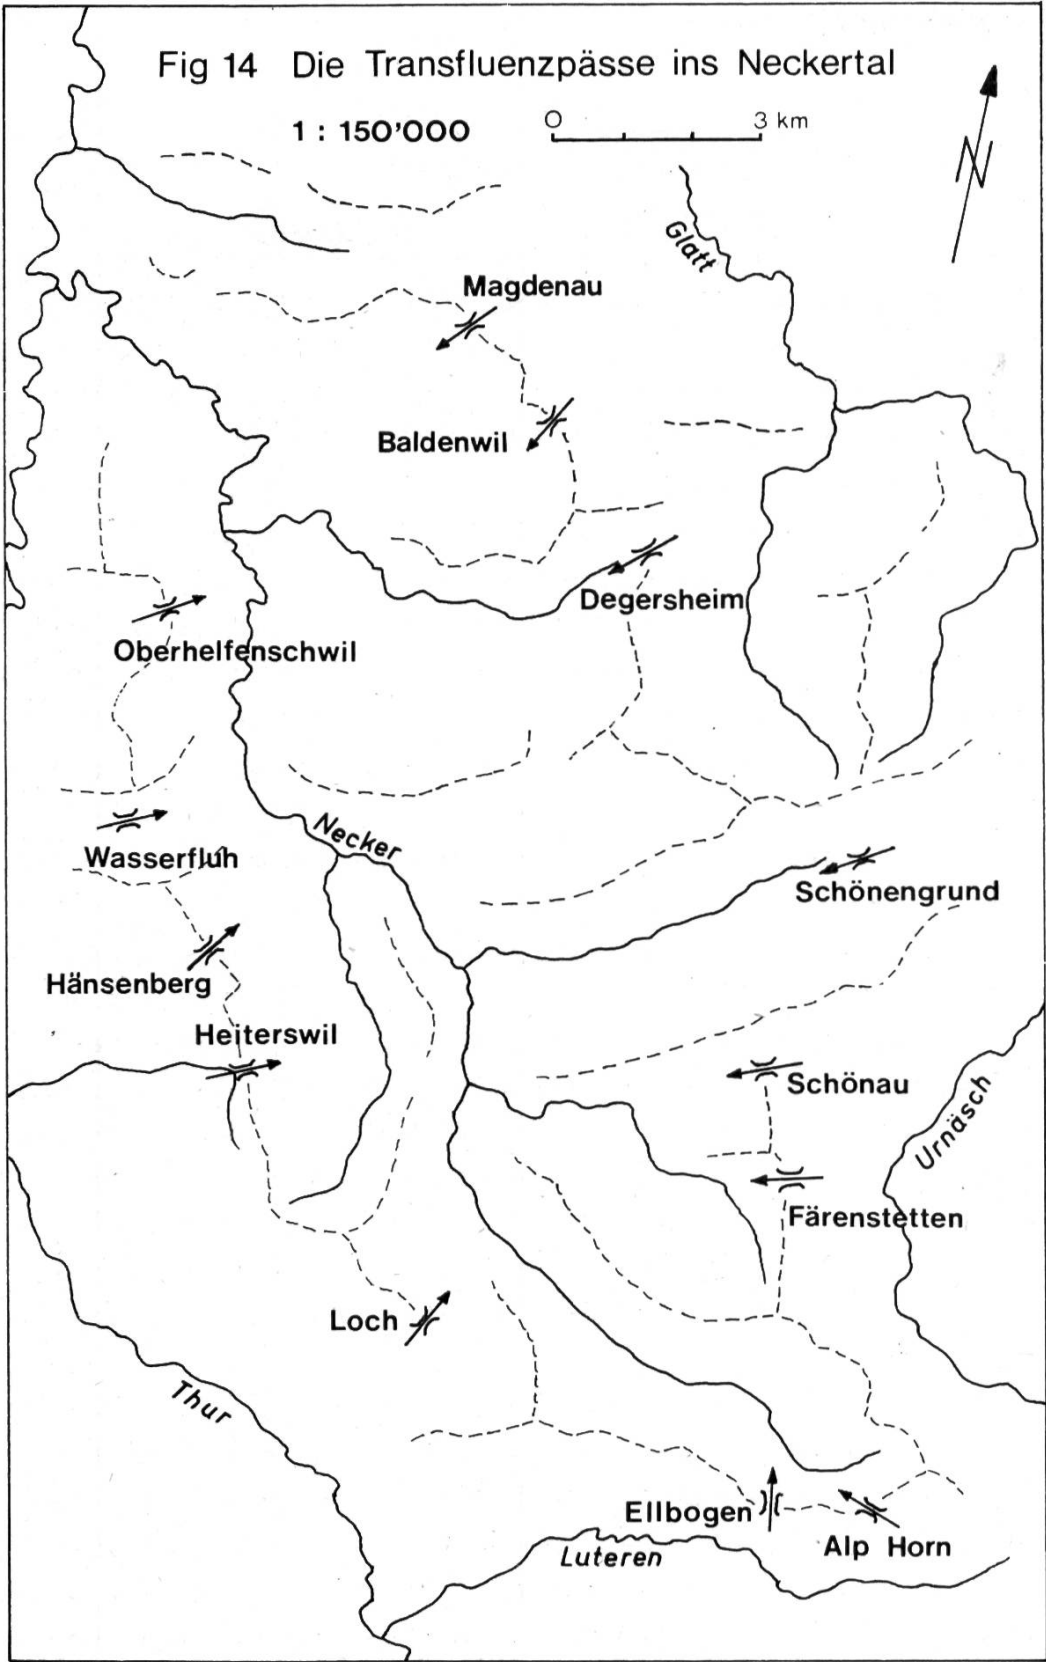 Fig 14 Die Transfluenzpässe ins Neckertal
1 : 150'000
0 3 km
N
Glatt
Magdenau
Baldenwil
Degersheim
Oberhelfenschwil
Necker
Wasserfluh
Schönengrund
Hänsenberg
Heiterswil
Schönau
Urnäsch
Färenstetten
Loch
Thur
Ellbogen
Alp Horn
Luteren